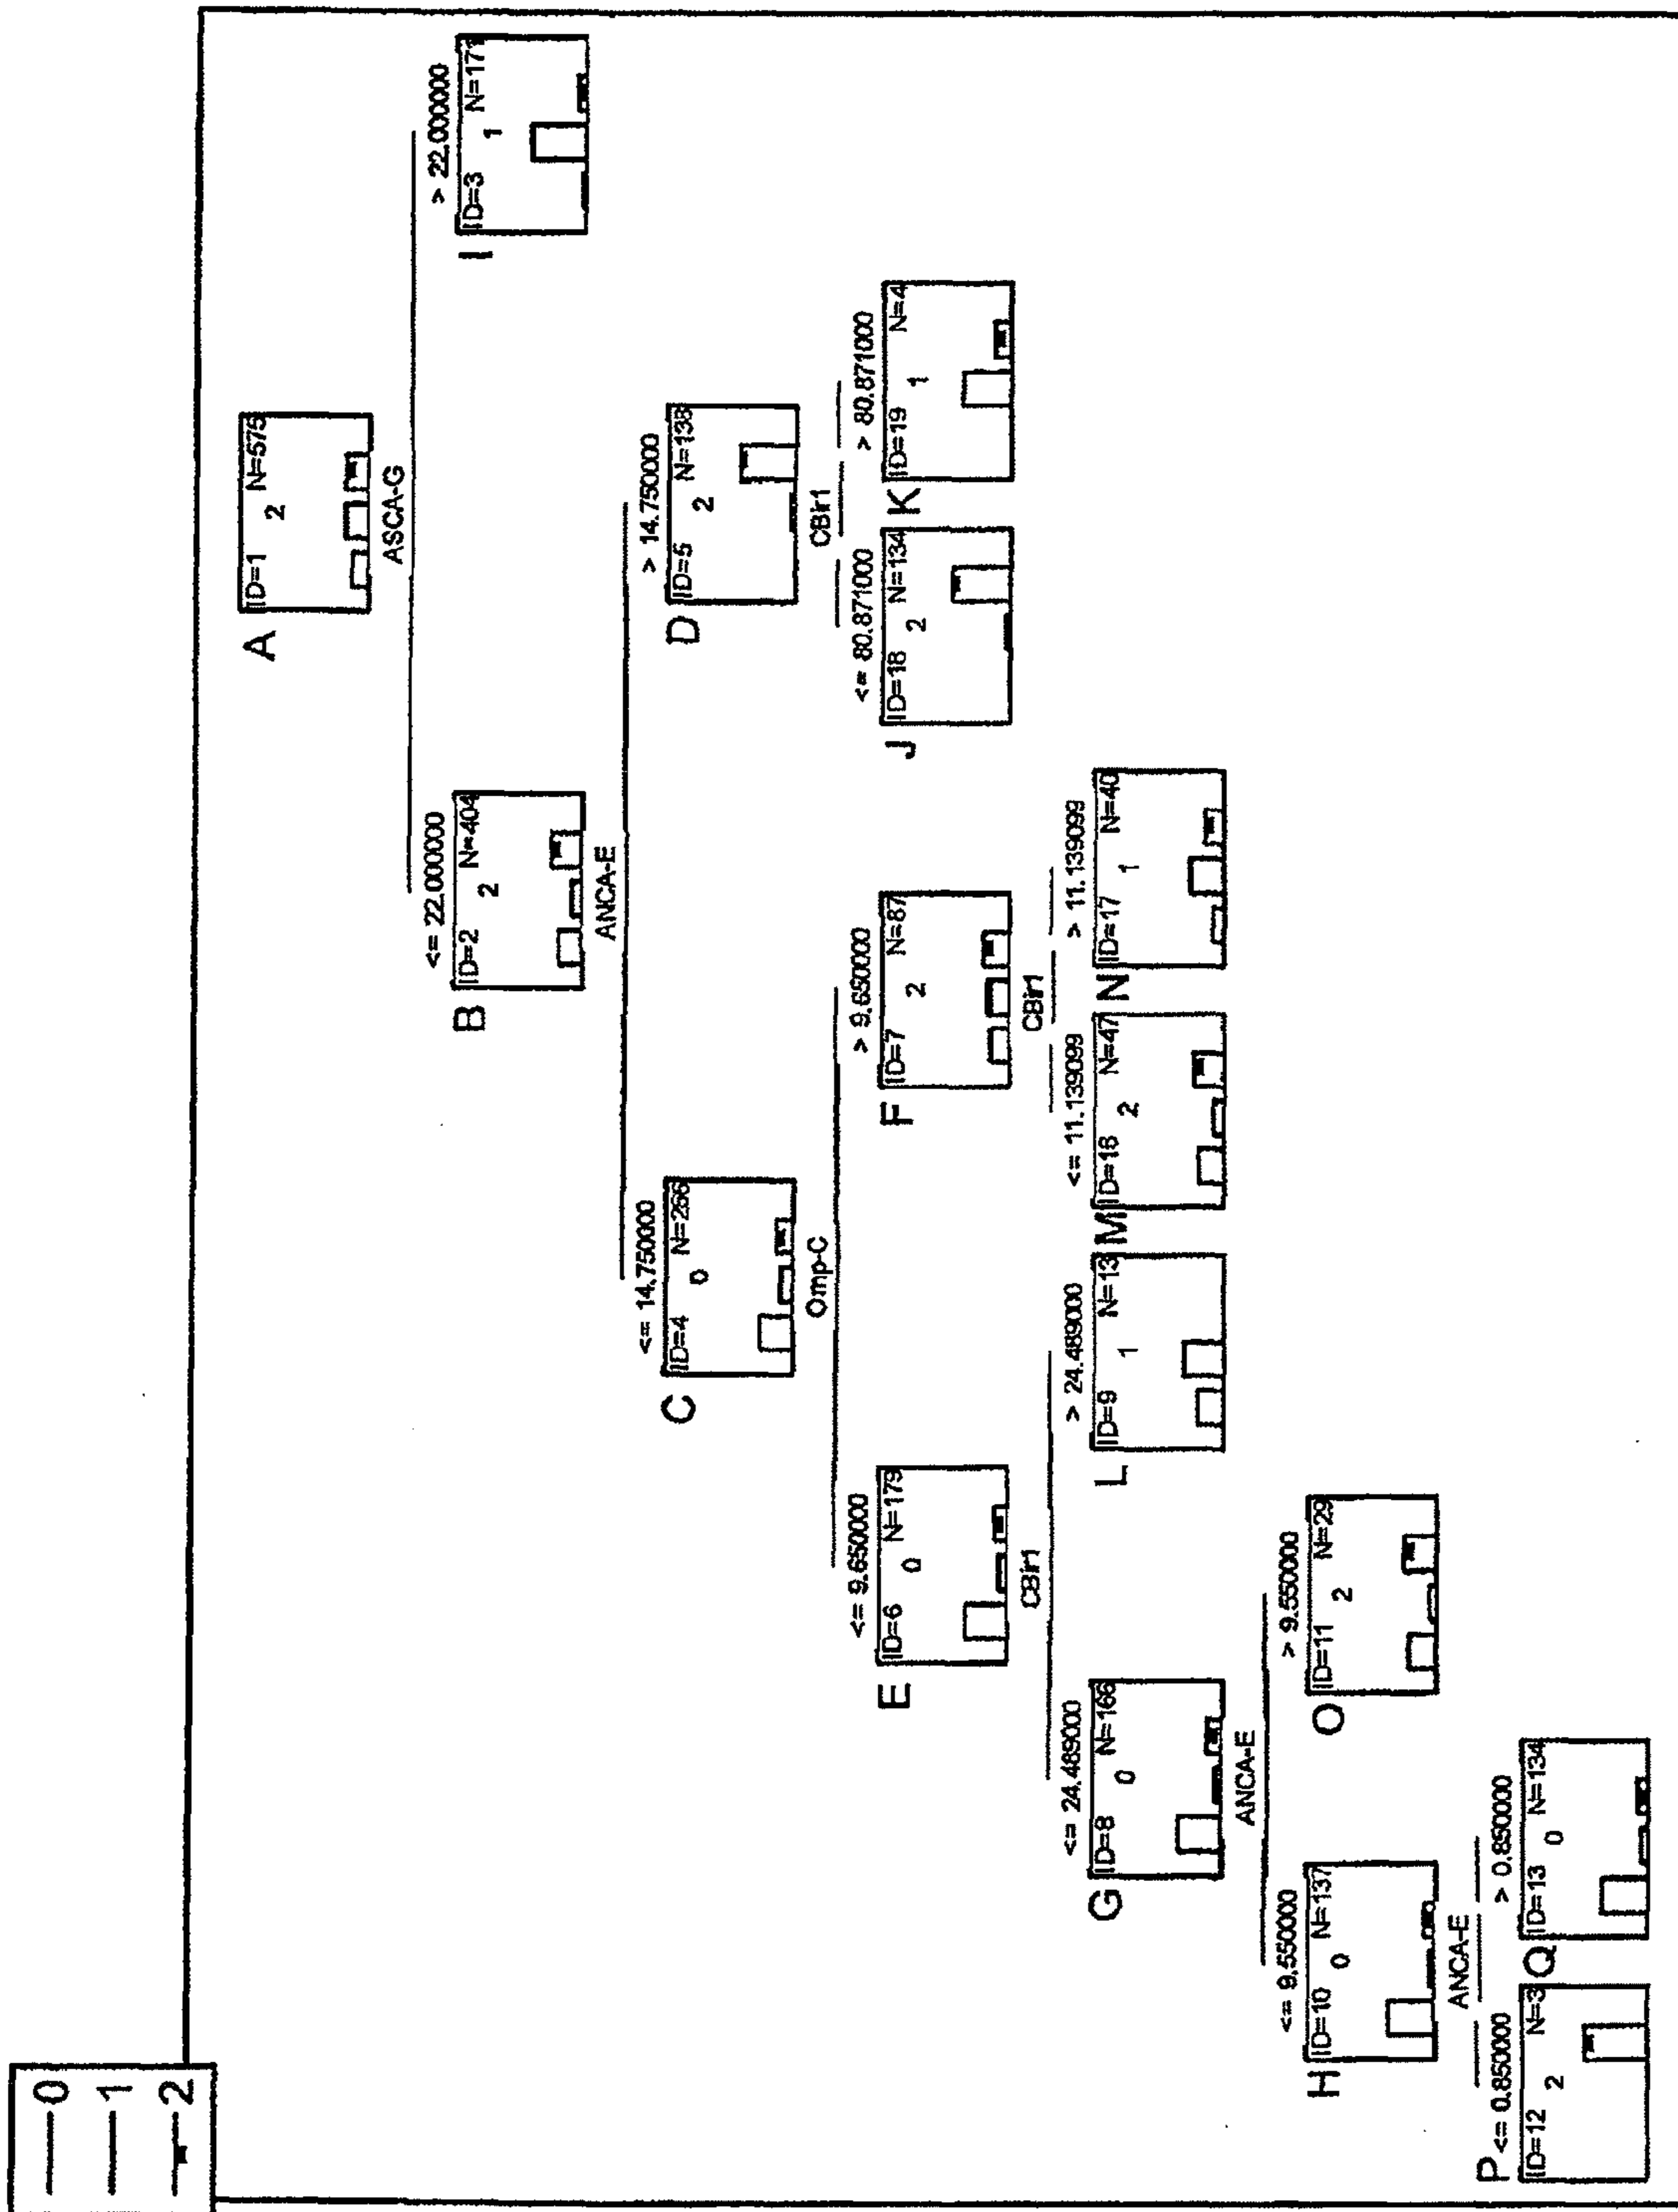 0
1
2
A
ID=1 N=575
2
ASCA-G
<= 22.000000
> 22.000000
B
ID=2 N=404
2
I
ID=3 N=171
1
ANCA-E
<= 14.750000
> 14.750000
C
ID=4 N=266
0
D
ID=5 N=138
2
Omp-C
CBir1
<= 9.650000
> 9.650000
<= 80.871000
> 80.871000
E
ID=6 N=179
0
F
ID=7 N=87
2
J
ID=18 N=134
2
K
ID=19 N=4
1
CBir1
CBir1
<= 24.489000
> 24.489000
<= 11.139099
> 11.139099
G
ID=8 N=166
0
L
ID=9 N=13
1
M
ID=16 N=47
2
N
ID=17 N=40
1
ANCA-E
<= 9.550000
> 9.550000
H
ID=10 N=137
0
O
ID=11 N=29
2
ANCA-E
<= 0.850000
> 0.850000
P
ID=12 N=3
2
Q
ID=13 N=134
0